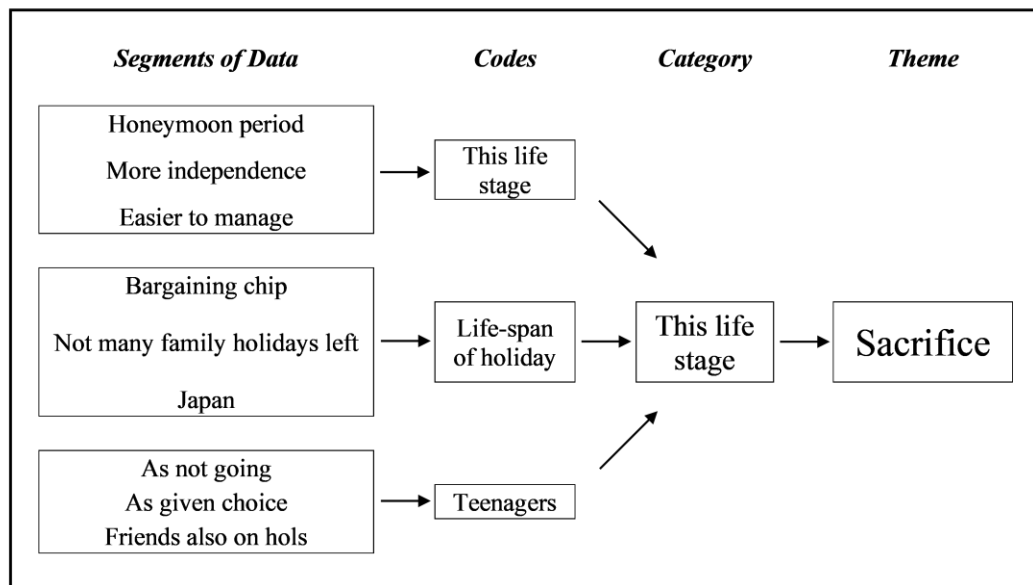 Segments of Data
Codes
Category
Theme
Honeymoon period
More independence
Easier to manage
This life
stage
Bargaining chip
Not many family holidays left
Japan
Life-span
of holiday
This life
stage
Sacrifice
As not going
As given choice
Friends also on hols
Teenagers